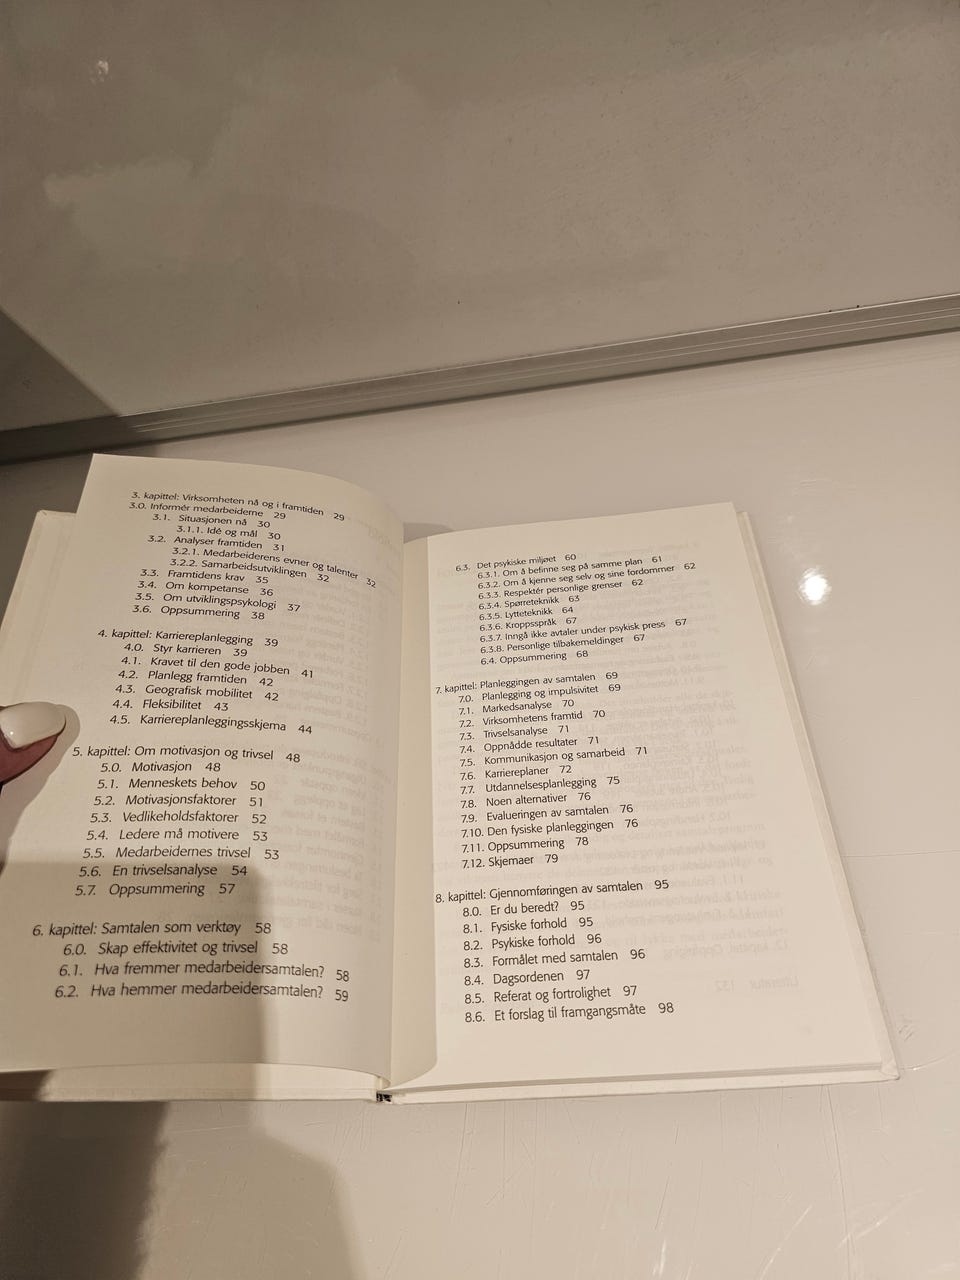 3. kapittel: Virksomheten nå og i framtiden 29
3.0. Informér medarbeiderne 29
3.1. Situasjonen nå 30
3.1.1. Idé og mål 30
3.2. Analyser framtiden 31
3.2.1. Medarbeiderens evner og talenter 32
3.2.2. Samarbeidsutviklingen 32
3.3. Framtidens krav 35
3.4. Om kompetanse 36
3.5. Om utviklingspsykologi 37
3.6. Oppsummering 38
4. kapittel: Karriereplanlegging 39
4.0. Styr karrieren 39
4.1. Kravet til den gode jobben 41
4.2. Planlegg framtiden 42
4.3. Geografisk mobilitet 42
4.4. Fleksibilitet 43
4.5. Karriereplanleggingsskjema 44
5. kapittel: Om motivasjon og trivsel 48
5.0. Motivasjon 48
5.1. Menneskets behov 50
5.2. Motivasjonsfaktorer 51
5.3. Vedlikeholdsfaktorer 52
5.4. Ledere må motivere 53
5.5. Medarbeidernes trivsel 53
5.6. En trivselsanalyse 54
5.7. Oppsummering 57
6. kapittel: Samtalen som verktøy 58
6.0. Skap effektivitet og trivsel 58
6.1. Hva fremmer medarbeidersamtalen? 58
6.2. Hva hemmer medarbeidersamtalen? 59
6.3. Det psykiske miljøet 60
6.3.1. Om å befinne seg på samme plan 61
6.3.2. Om å kjenne seg selv og sine fordommer 62
6.3.3. Respektér personlige grenser 62
6.3.4. Spørreteknikk 63
6.3.5. Lytteteknikk 64
6.3.6. Kroppsspråk 67
6.3.7. Inngå ikke avtaler under psykisk press 67
6.3.8. Personlige tilbakemeldinger 67
6.4. Oppsummering 68
7. kapittel: Planleggingen av samtalen 69
7.0. Planlegging og impulsivitet 69
7.1. Markedsanalyse 70
7.2. Virksomhetens framtid 70
7.3. Trivselsanalyse 71
7.4. Oppnådde resultater 71
7.5. Kommunikasjon og samarbeid 71
7.6. Karriereplaner 72
7.7. Utdannelsesplanlegging 75
7.8. Noen alternativer 76
7.9. Evalueringen av samtalen 76
7.10. Den fysiske planleggingen 76
7.11. Oppsummering 78
7.12. Skjemaer 79
8. kapittel: Gjennomføringen av samtalen 95
8.0. Er du beredt? 95
8.1. Fysiske forhold 95
8.2. Psykiske forhold 96
8.3. Formålet med samtalen 96
8.4. Dagsordenen 97
8.5. Referat og fortrolighet 97
8.6. Et forslag til framgangsmåte 98